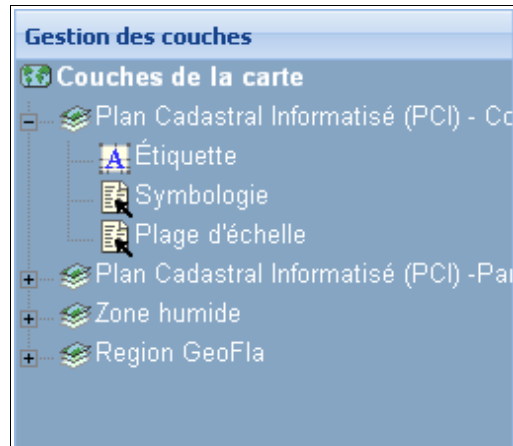 Gestion des couches
Couches de la carte
Plan Cadastral Informatisé (PCI) - Co
Étiquette
Symbologie
Plage d'échelle
Plan Cadastral Informatisé (PCI) -Par
Zone humide
Region GeoFla